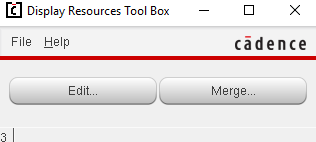 Display Resources Tool Box
File Help cādence
Edit... Merge...
3